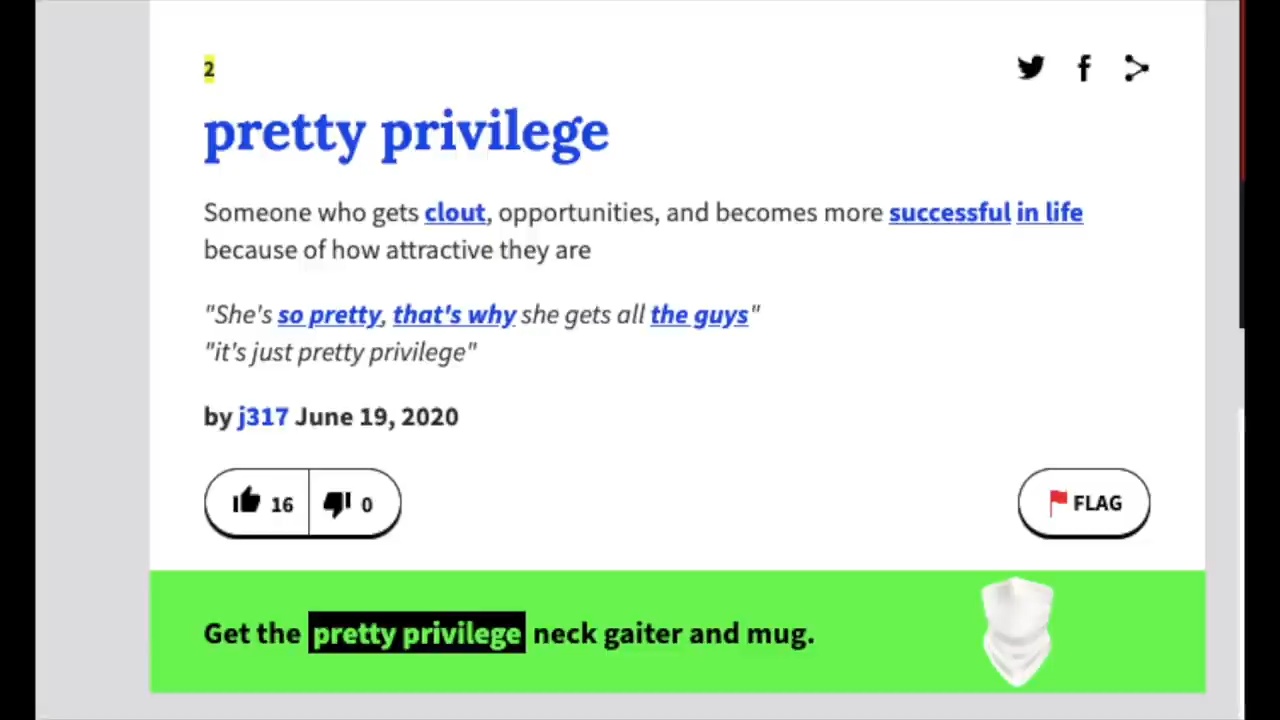 2
pretty privilege
Someone who gets clout, opportunities, and becomes more successful in life
because of how attractive they are
"She's so pretty, that's why she gets all the guys"
"it's just pretty privilege"
by j317 June 19, 2020
16 0
FLAG
Get the pretty privilege neck gaiter and mug.